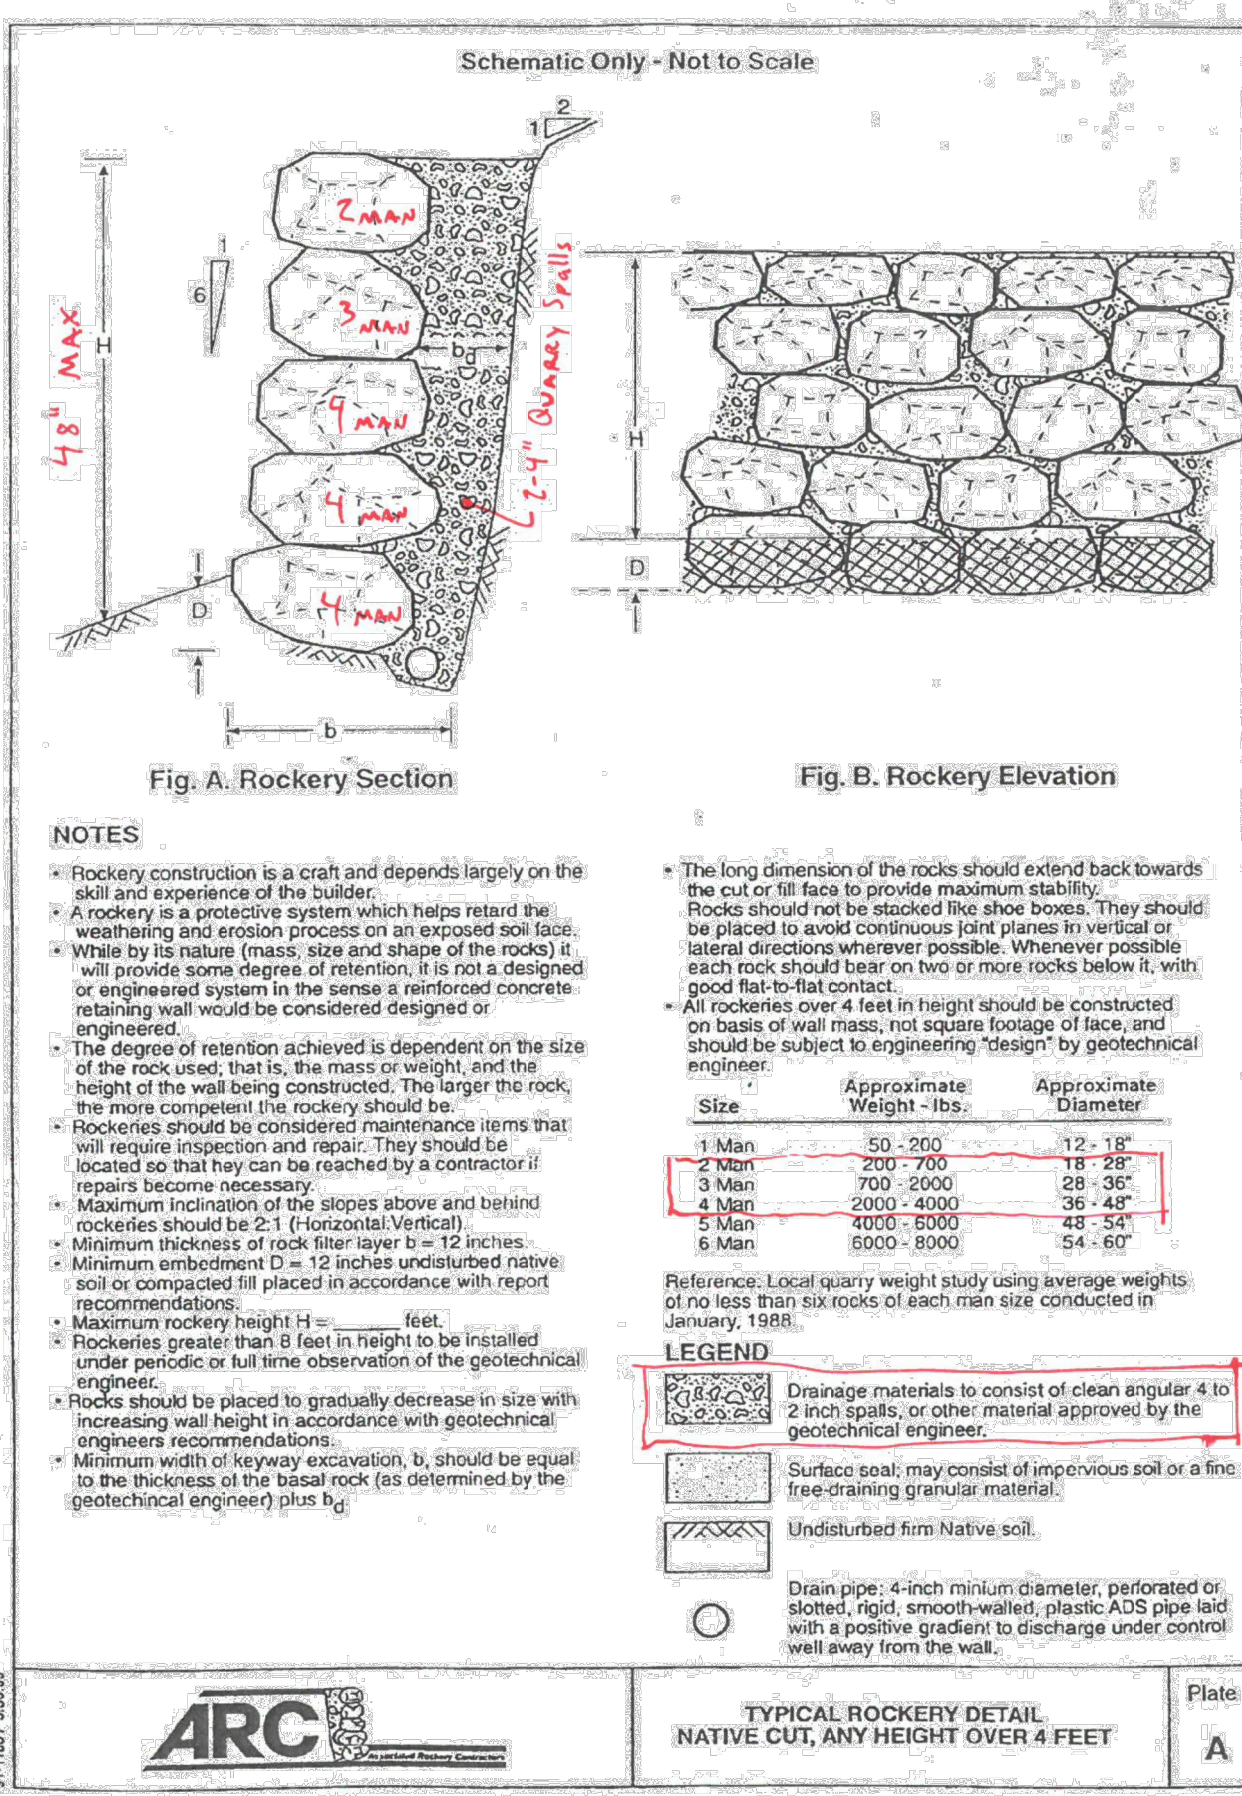 Schematic Only - Not to Scale
2
1
2 MAN
1
6
3 MAN
bd
4 MAN
4 MAN
4 MAN
48" MAX
H
D
b
2-4" QUARRY Spalls
H
D
Fig. A. Rockery Section
Fig. B. Rockery Elevation
NOTES
• Rockery construction is a craft and depends largely on the
skill and experience of the builder.
• A rockery is a protective system which helps retard the
weathering and erosion process on an exposed soil face.
• While by its nature (mass, size and shape of the rocks) it
will provide some degree of retention, it is not a designed
or engineered system in the sense a reinforced concrete
retaining wall would be considered designed or
engineered.
• The degree of retention achieved is dependent on the size
of the rock used; that is, the mass or weight, and the
height of the wall being constructed. The larger the rock,
the more competent the rockery should be.
• Rockeries should be considered maintenance items that
will require inspection and repair. They should be
located so that hey can be reached by a contractor if
repairs become necessary.
• Maximum inclination of the slopes above and behind
rockeries should be 2:1 (Horizontal:Vertical).
• Minimum thickness of rock filter layer b = 12 inches.
• Minimum embedment D = 12 inches undisturbed native
soil or compacted fill placed in accordance with report
recommendations.
• Maximum rockery height H = ______ feet.
• Rockeries greater than 8 feet in height to be installed
under periodic or full time observation of the geotechnical
engineer.
• Rocks should be placed to gradually decrease in size with
increasing wall height in accordance with geotechnical
engineers recommendations.
• Minimum width of keyway excavation, b, should be equal
to the thickness of the basal rock (as determined by the
geotechincal engineer) plus bd
• The long dimension of the rocks should extend back towards
the cut or fill face to provide maximum stability.
Rocks should not be stacked like shoe boxes. They should
be placed to avoid continuous joint planes in vertical or
lateral directions wherever possible. Whenever possible
each rock should bear on two or more rocks below it, with
good flat-to-flat contact.
• All rockeries over 4 feet in height should be constructed
on basis of wall mass, not square footage of face, and
should be subject to engineering "design" by geotechnical
engineer.
Size Approximate Weight - lbs. Approximate Diameter
1 Man 50 - 200 12 - 18"
2 Man 200 - 700 18 - 28"
3 Man 700 - 2000 28 - 36"
4 Man 2000 - 4000 36 - 48"
5 Man 4000 - 6000 48 - 54"
6 Man 6000 - 8000 54 - 60"
Reference: Local quarry weight study using average weights
of no less than six rocks of each man size conducted in
January, 1988.
LEGEND
Drainage materials to consist of clean angular 4 to
2 inch spalls, or other material approved by the
geotechnical engineer.
Surface seal; may consist of impervious soil or a fine
free-draining granular material.
Undisturbed firm Native soil.
Drain pipe; 4-inch minium diameter, perforated or
slotted, rigid, smooth-walled, plastic ADS pipe laid
with a positive gradient to discharge under control
well away from the wall.
ARC
Associated Rockery Contractors
TYPICAL ROCKERY DETAIL
NATIVE CUT, ANY HEIGHT OVER 4 FEET
Plate
A